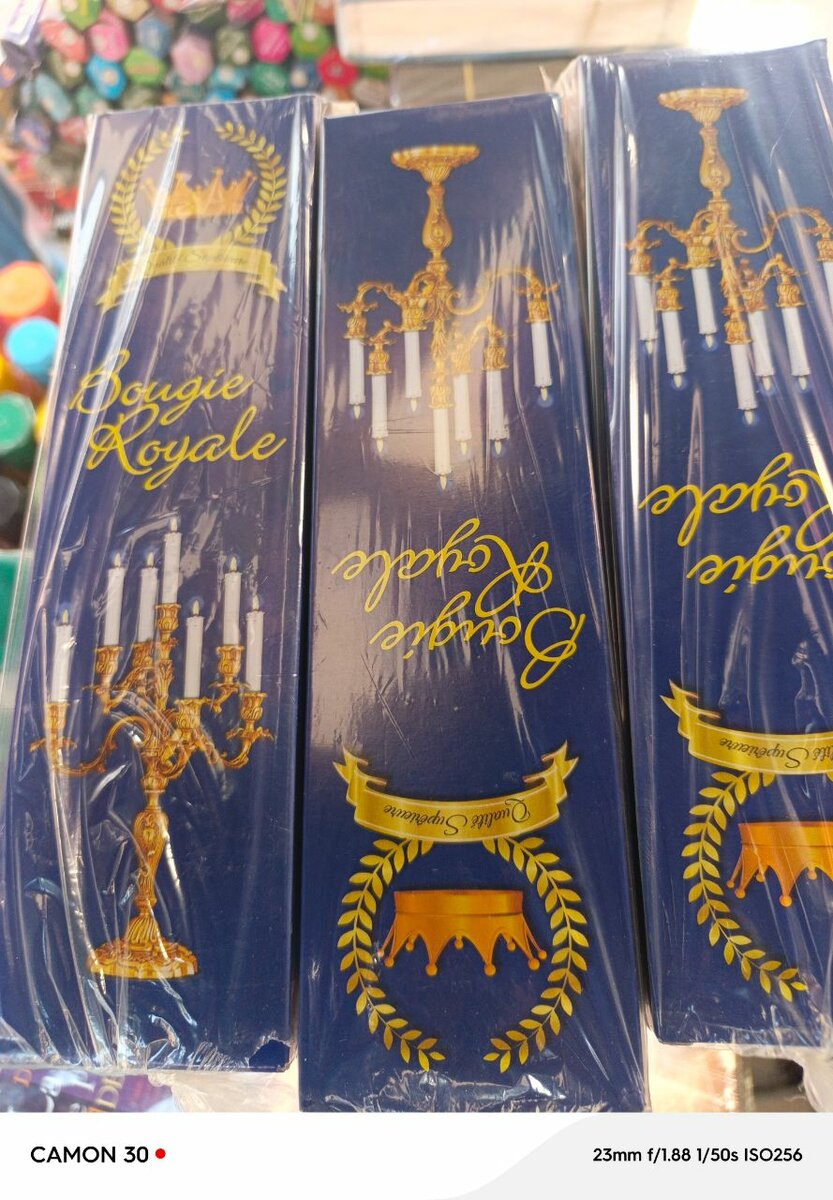 Qualité Supérieure
Bougie
Royale
Bougie
Royale
Qualité Supérieure
Bougie
Royale
Qualité Supérieure
CAMON 30
23mm f/1.88 1/50s ISO256